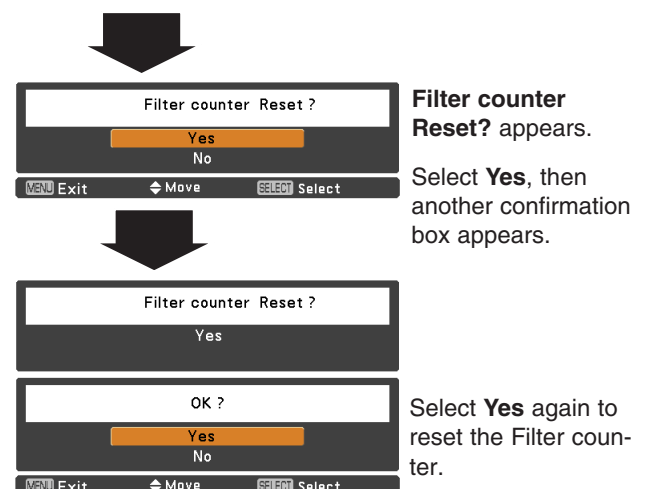 Filter counter Reset ?
Yes
No
MENU Exit Move SELECT Select
Filter counter
Reset? appears.
Select Yes, then
another confirmation
box appears.
Filter counter Reset ?
Yes
OK ?
Yes
No
MENU Exit Move SELECT Select
Select Yes again to
reset the Filter coun-
ter.